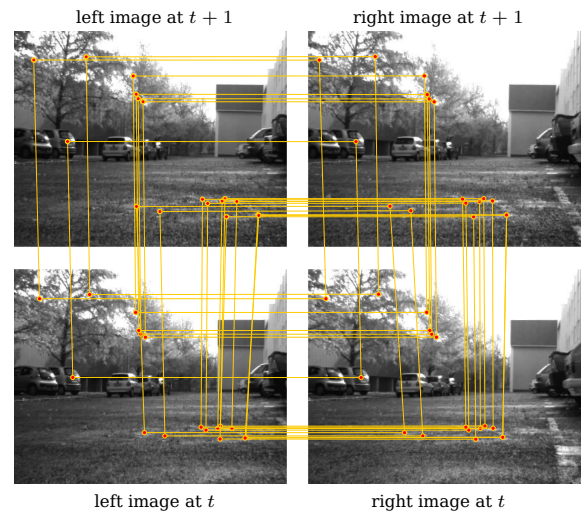 left image at t + 1
right image at t + 1
left image at t
right image at t